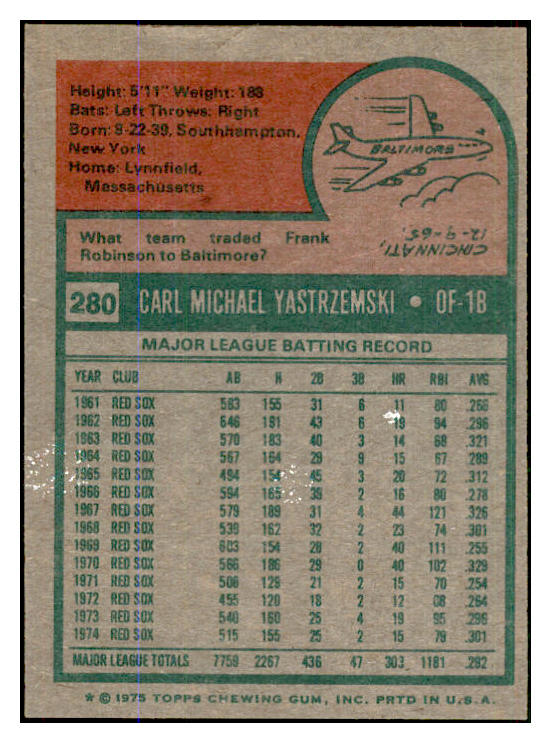 Height: 5'11" Weight: 183
Bats: Left Throws: Right
Born: 8-22-39, Southhampton,
New York
Home: Lynnfield,
Massachusetts
BALTIMORE
What team traded Frank
Robinson to Baltimore?
CINCINNATI,
12-9-65.
280 CARL MICHAEL YASTRZEMSKI • OF-1B
MAJOR LEAGUE BATTING RECORD
YEAR CLUB AB H 2B 3B HR RBI AVG
1961 RED SOX 583 155 31 6 11 80 .266
1962 RED SOX 646 191 43 6 19 94 .296
1963 RED SOX 570 183 40 3 14 68 .321
1964 RED SOX 567 164 29 9 15 67 .289
1965 RED SOX 494 154 45 3 20 72 .312
1966 RED SOX 594 165 39 2 16 80 .278
1967 RED SOX 579 189 31 4 44 121 .326
1968 RED SOX 539 162 32 2 23 74 .301
1969 RED SOX 603 154 28 2 40 111 .255
1970 RED SOX 566 186 29 0 40 102 .329
1971 RED SOX 508 129 21 2 15 70 .254
1972 RED SOX 455 120 18 2 12 68 .264
1973 RED SOX 540 160 25 4 19 95 .296
1974 RED SOX 515 155 25 2 15 79 .301
MAJOR LEAGUE TOTALS 7759 2267 436 47 303 1181 .292
* © 1975 TOPPS CHEWING GUM, INC. PRTD IN U.S.A.